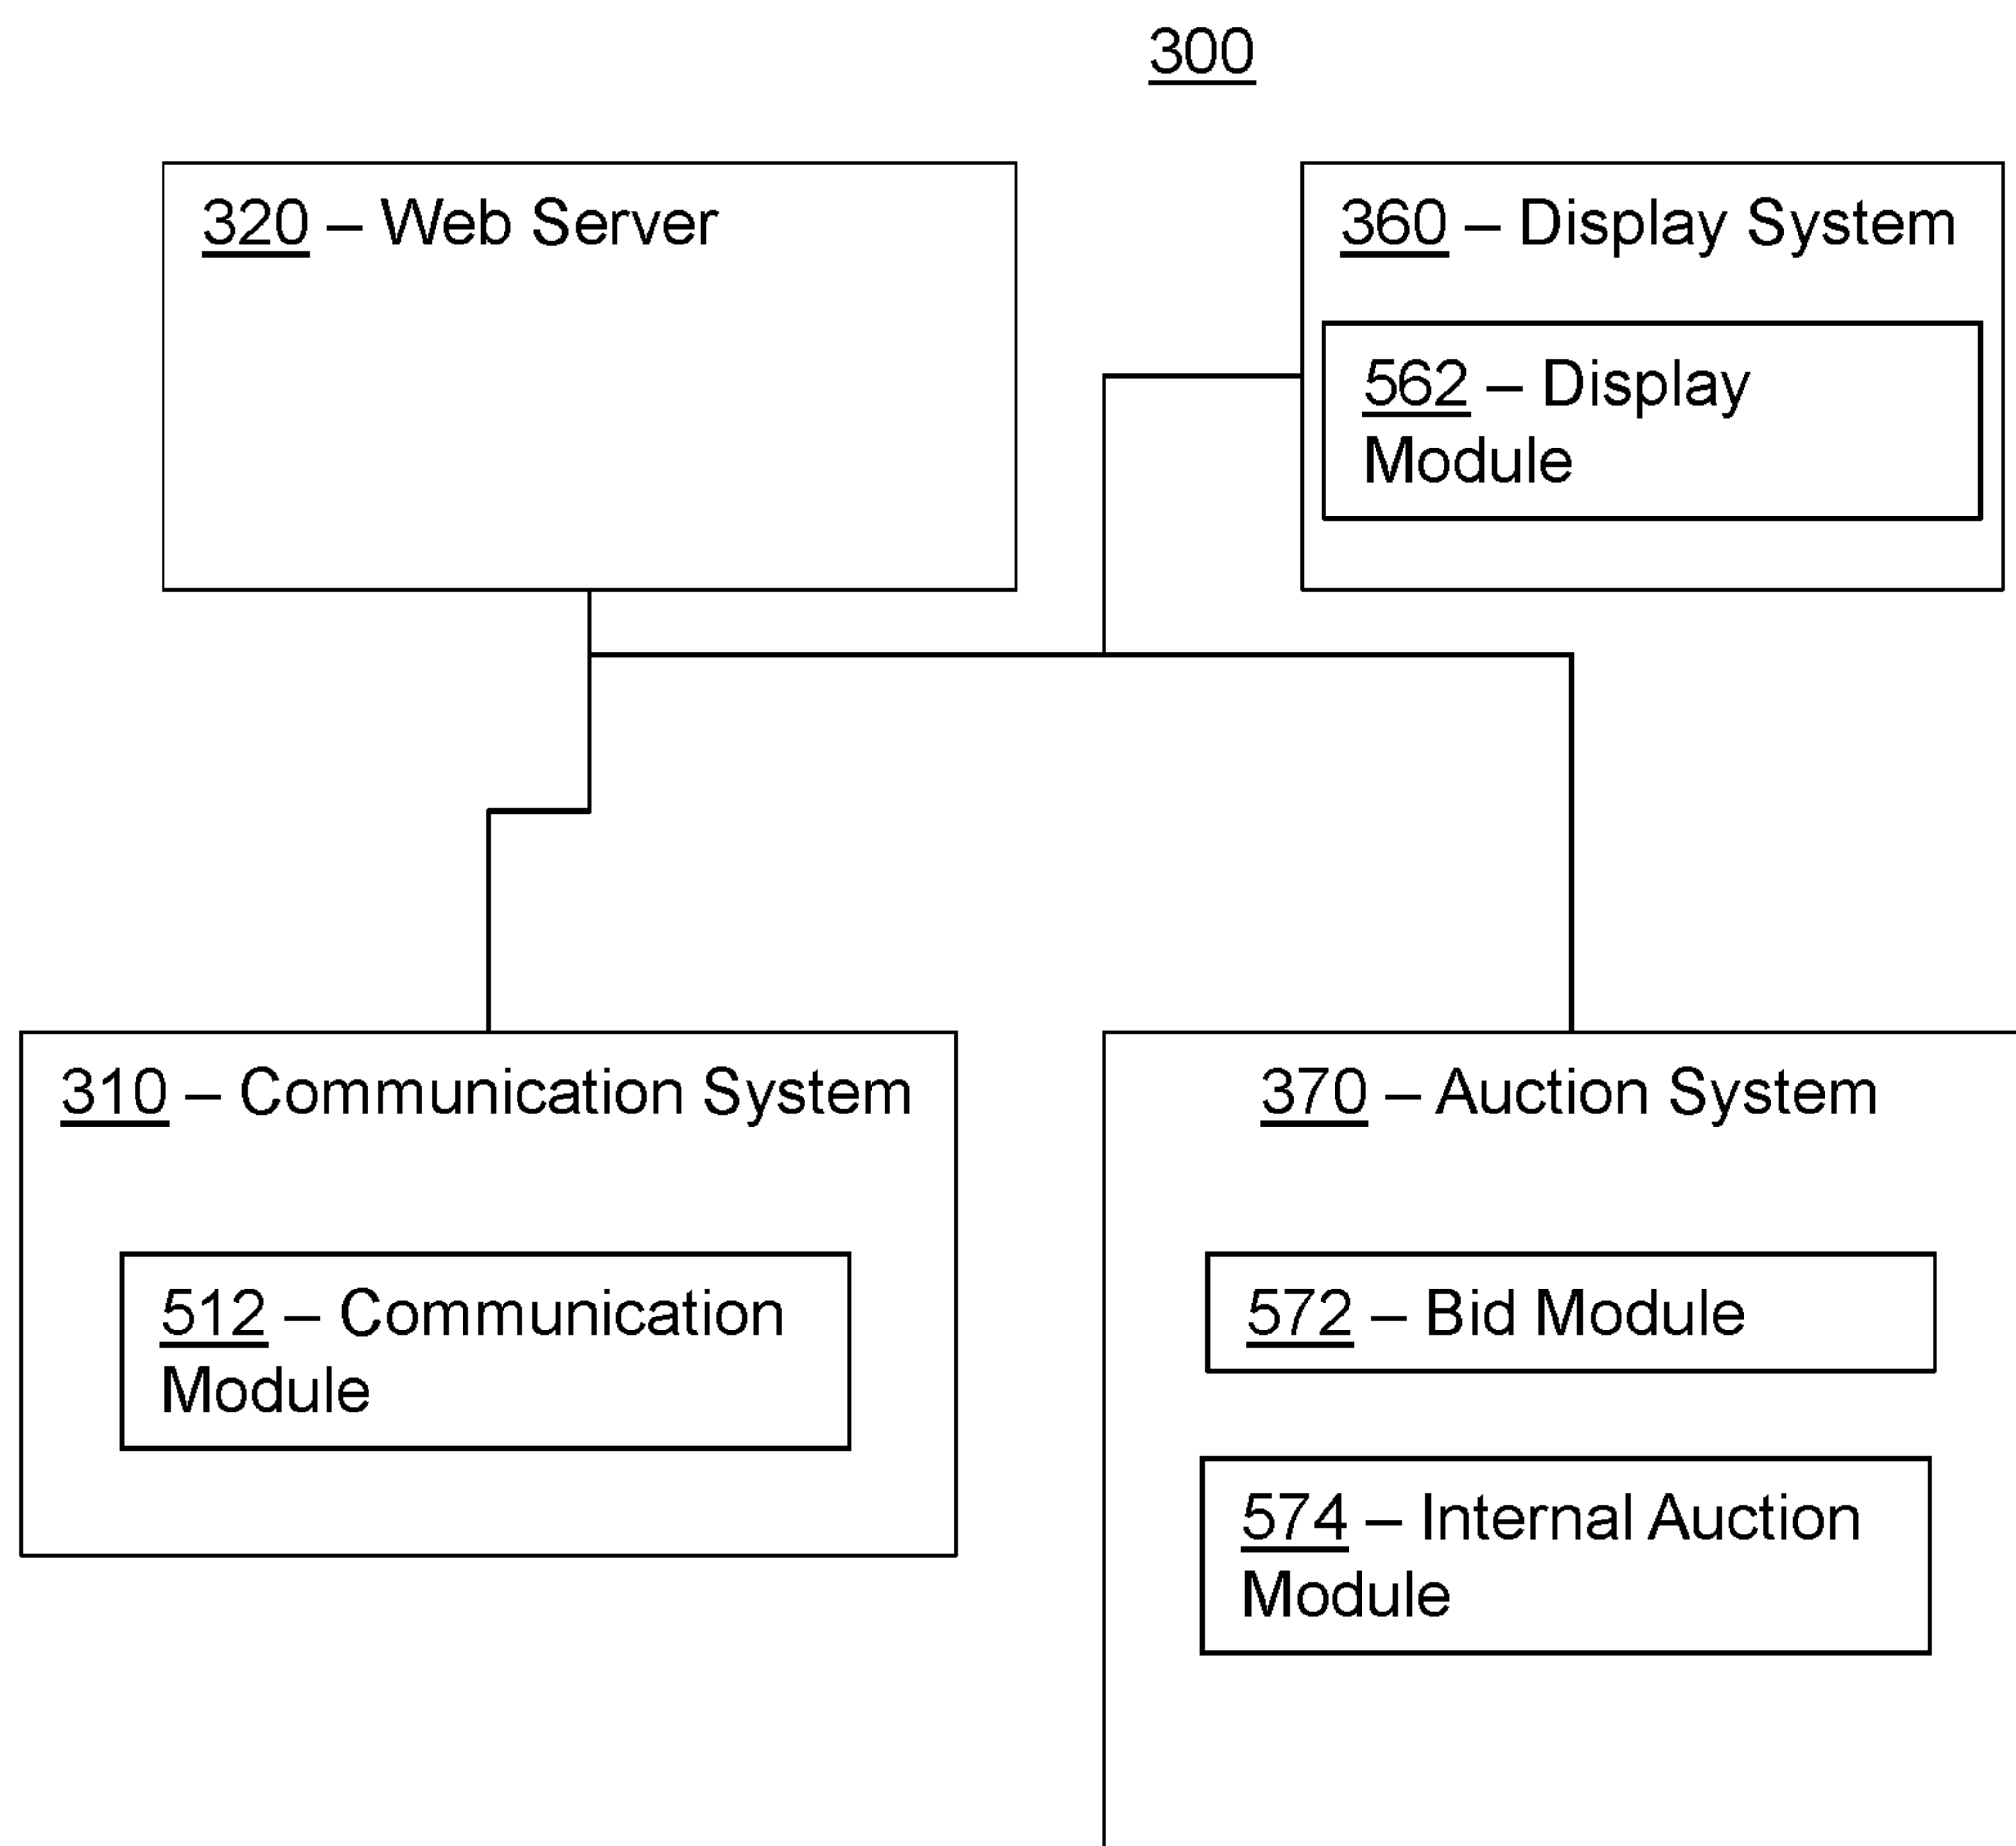 300
320 – Web Server
360 – Display System
562 – Display
Module
310 – Communication System
512 – Communication
Module
370 – Auction System
572 – Bid Module
574 – Internal Auction
Module